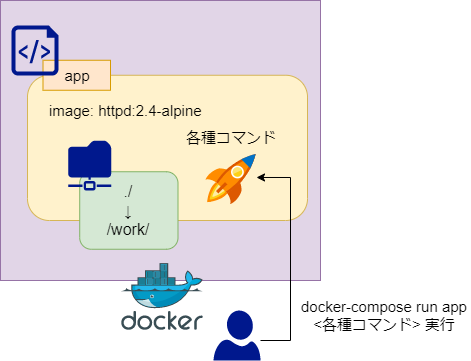 </>
app
image: httpd:2.4-alpine
各種コマンド
./
↓
/work/
docker
docker-compose run app
<各種コマンド> 実行